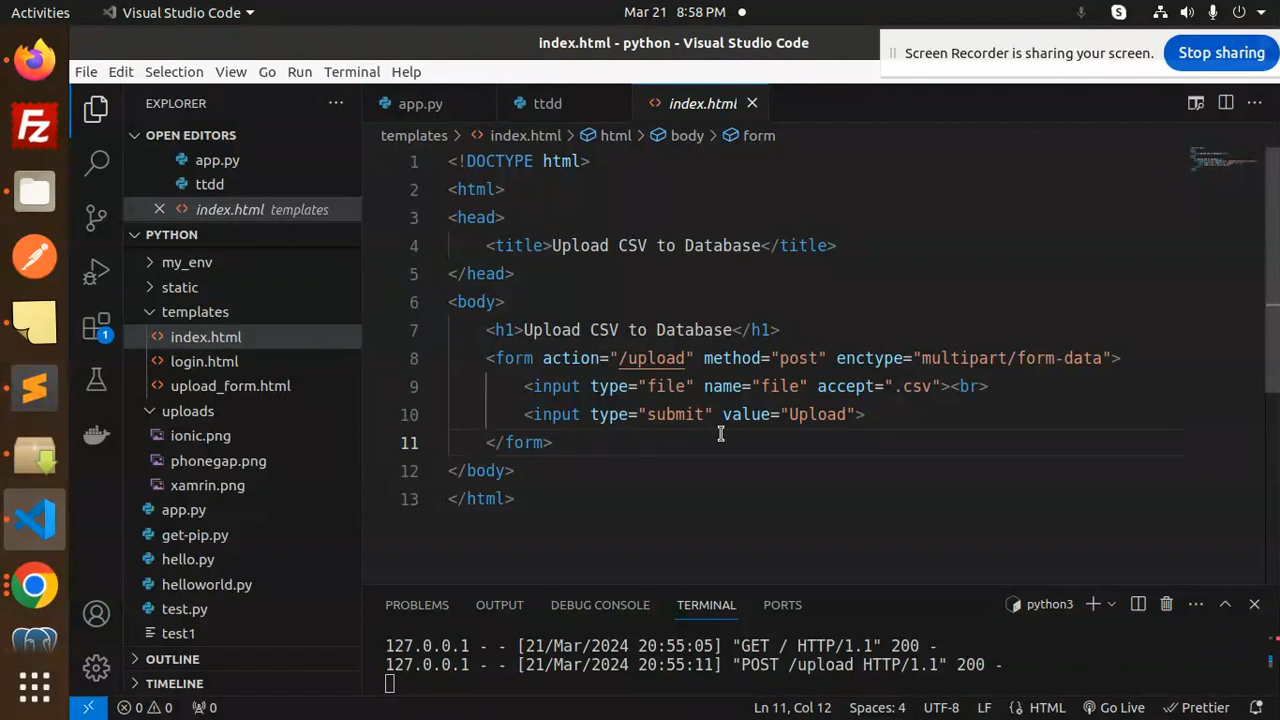 Activities Visual Studio Code Mar 21 8:58 PM
index.html - python - Visual Studio Code
Screen Recorder is sharing your screen. Stop sharing
File Edit Selection View Go Run Terminal Help
EXPLORER
OPEN EDITORS
app.py
ttdd
index.html templates
PYTHON
my_env
static
templates
index.html
login.html
upload_form.html
uploads
ionic.png
phonegap.png
xamrin.png
app.py
get-pip.py
hello.py
helloworld.py
test.py
test1
OUTLINE
TIMELINE
1
app.py ttdd index.html
templates > index.html > html > body > form
1 <!DOCTYPE html>
2 <html>
3 <head>
4 <title>Upload CSV to Database</title>
5 </head>
6 <body>
7 <h1>Upload CSV to Database</h1>
8 <form action="/upload" method="post" enctype="multipart/form-data">
9 <input type="file" name="file" accept=".csv"><br>
10 <input type="submit" value="Upload">
11 </form>
12 </body>
13 </html>
PROBLEMS OUTPUT DEBUG CONSOLE TERMINAL PORTS python3
127.0.0.1 - - [21/Mar/2024 20:55:05] "GET / HTTP/1.1" 200 -
127.0.0.1 - - [21/Mar/2024 20:55:11] "POST /upload HTTP/1.1" 200 -
0 0 0 Ln 11, Col 12 Spaces: 4 UTF-8 LF HTML Go Live Prettier